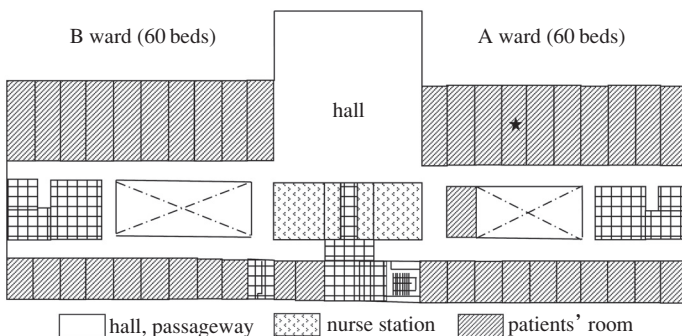 B ward (60 beds)
A ward (60 beds)
hall
hall, passageway
nurse station
patients’ room